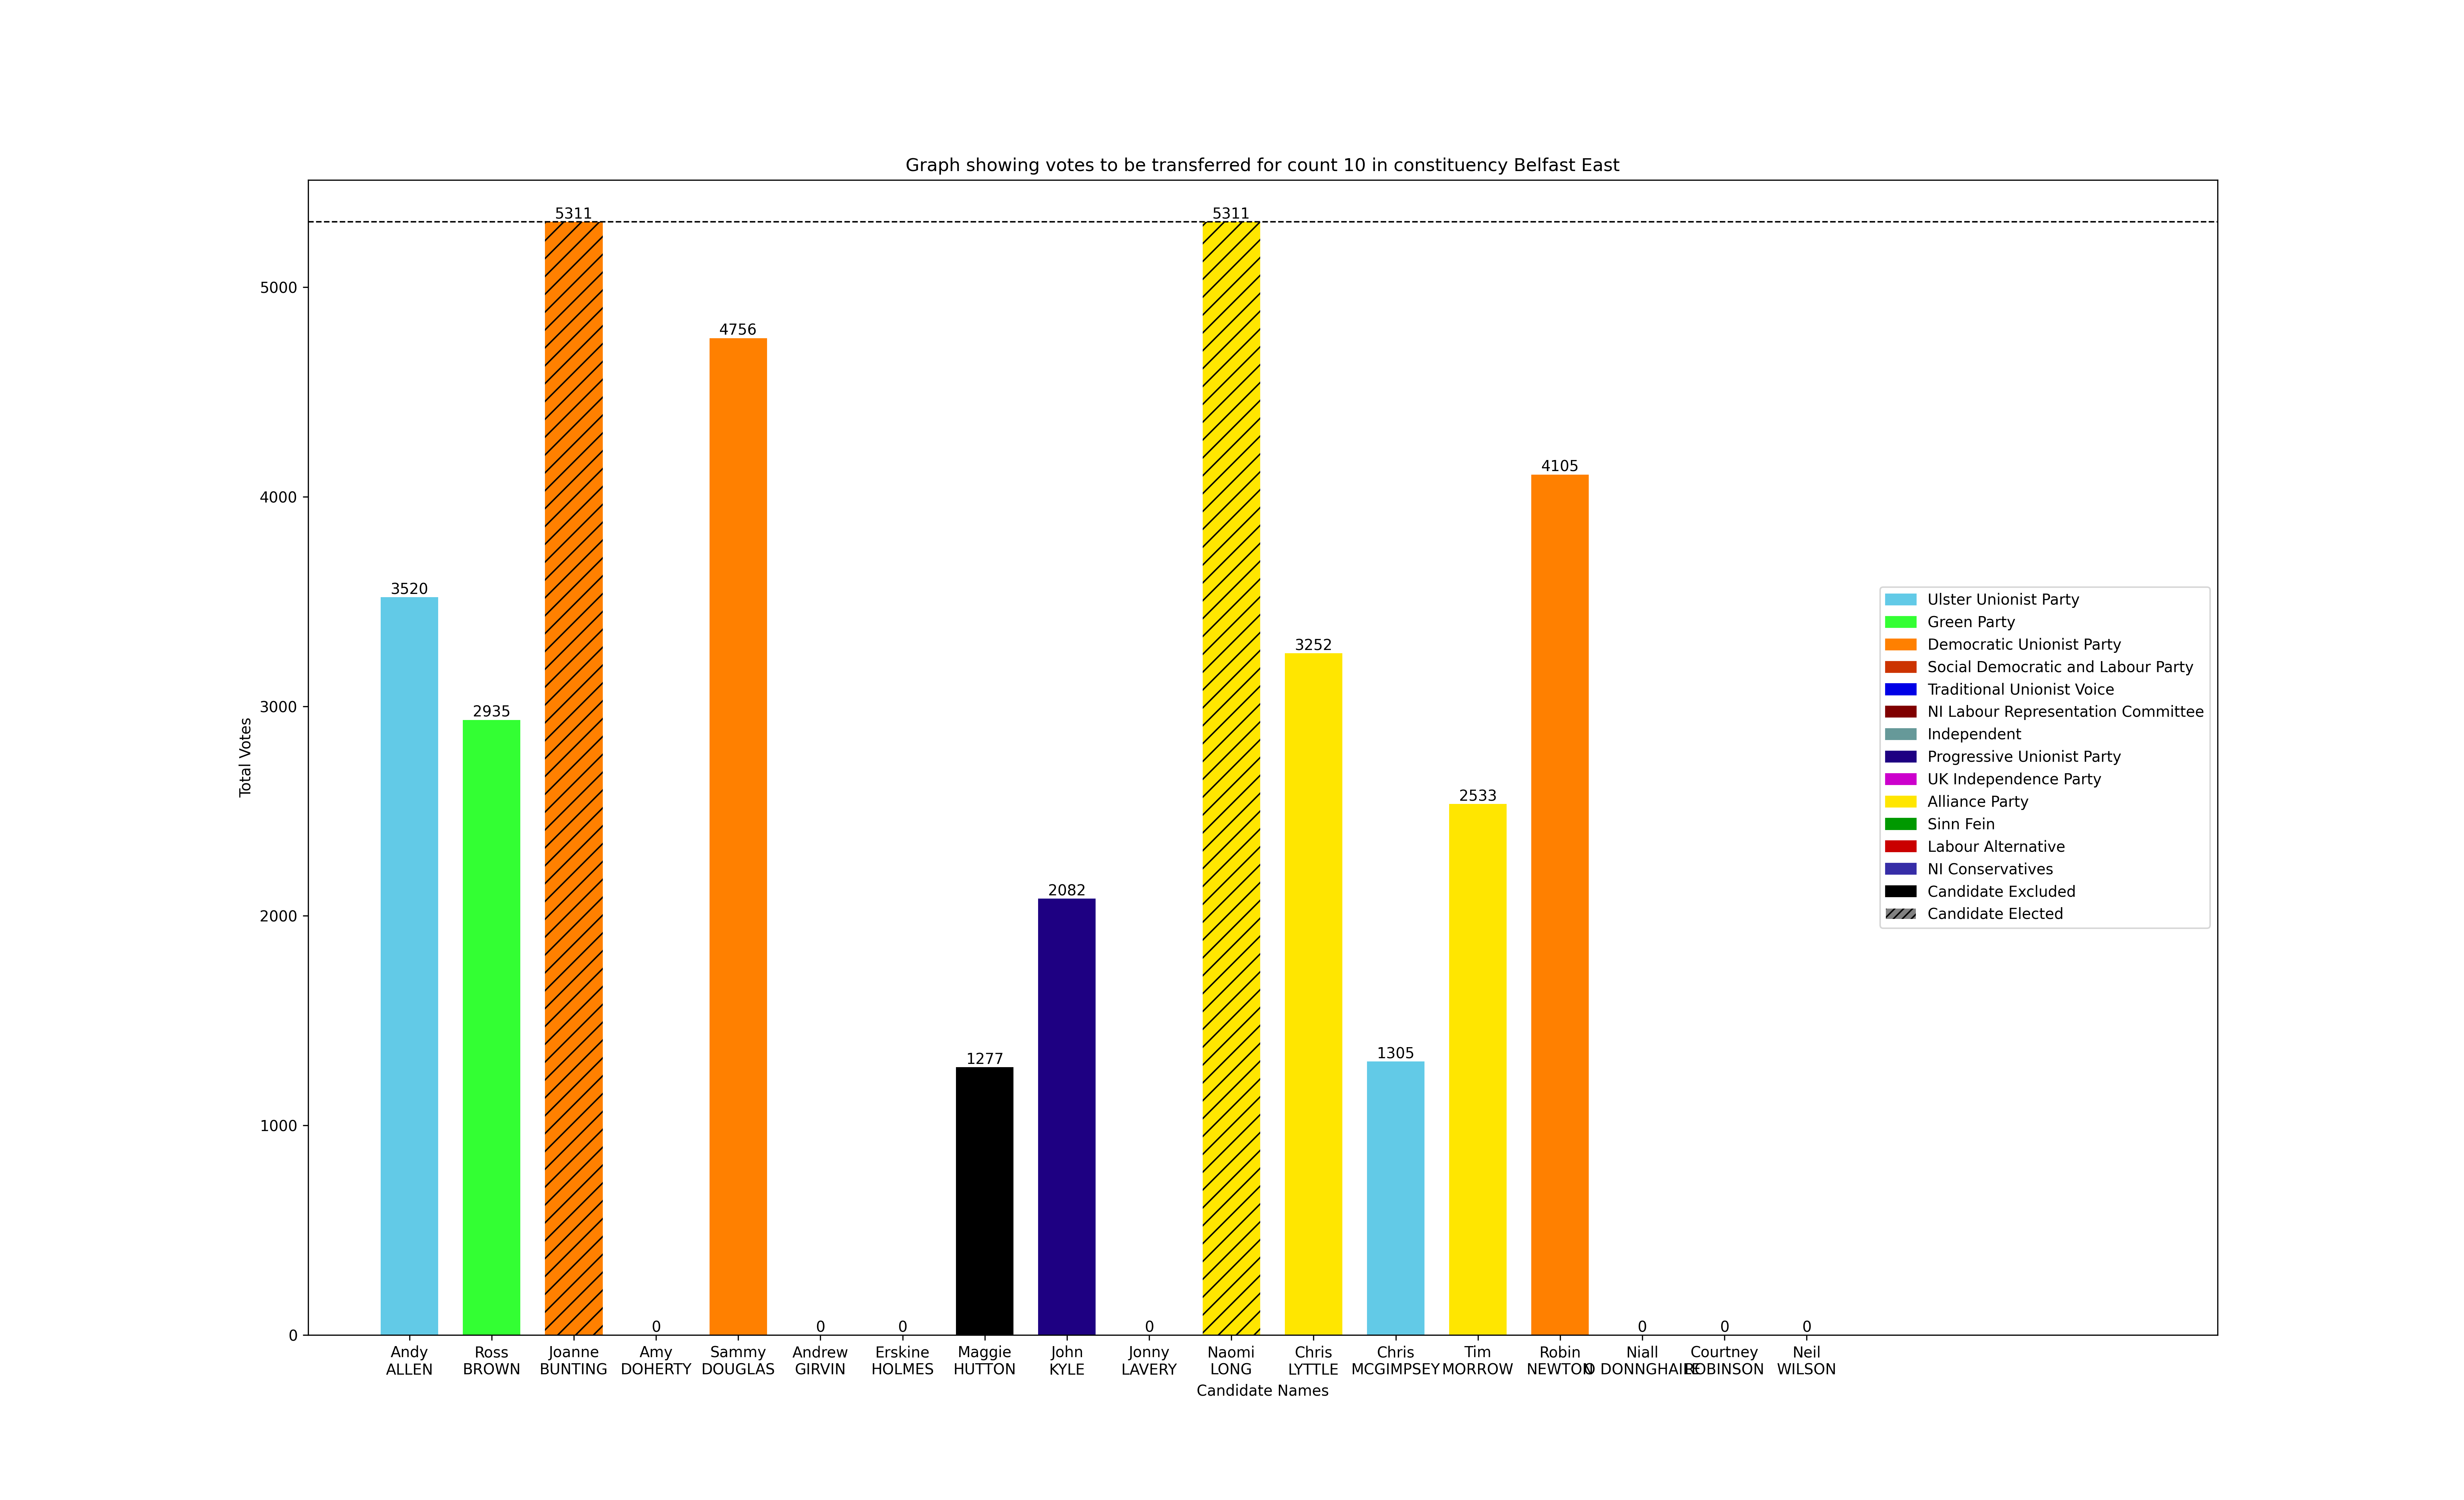 Graph showing votes to be transferred for count 10 in constituency Belfast East
5311
5311
5000
4756
4105
4000
3520
3252
3000
2935
2533
2082
2000
1305
1277
1000
0
0
0
0
0
0
0
0
Total Votes
Ulster Unionist Party
Green Party
Democratic Unionist Party
Social Democratic and Labour Party
Traditional Unionist Voice
NI Labour Representation Committee
Independent
Progressive Unionist Party
UK Independence Party
Alliance Party
Sinn Fein
Labour Alternative
NI Conservatives
Candidate Excluded
Candidate Elected
Andy
ALLEN
Ross
BROWN
Joanne
BUNTING
Amy
DOHERTY
Sammy
DOUGLAS
Andrew
GIRVIN
Erskine
HOLMES
Maggie
HUTTON
John
KYLE
Jonny
LAVERY
Naomi
LONG
Chris
LYTTLE
Chris
MCGIMPSEY
Tim
MORROW
Robin
NEWTON
Niall
O DONNGHAILE
Courtney
ROBINSON
Neil
WILSON
Candidate Names